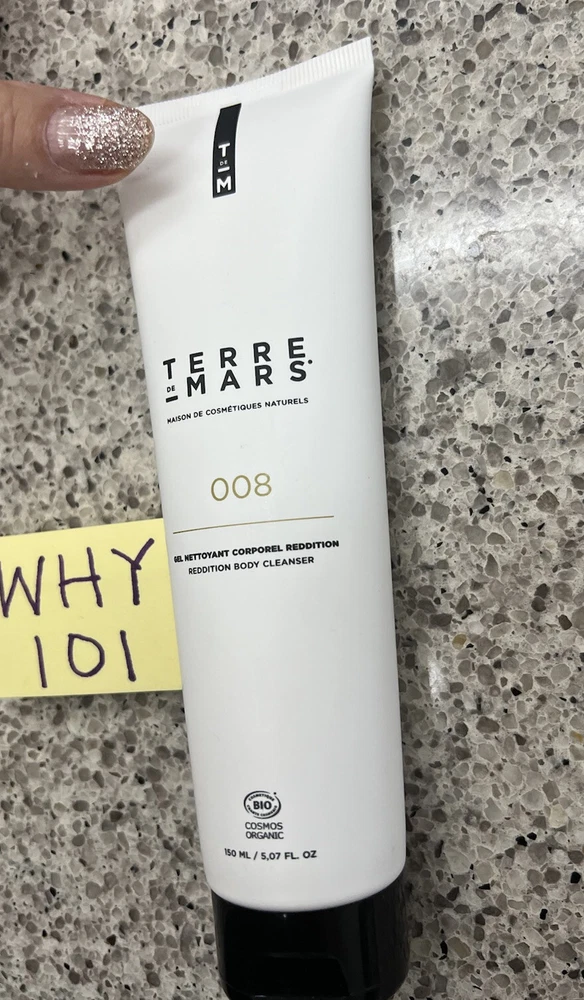 T
DE
M
TERRE
DE MARS.
MAISON DE COSMÉTIQUES NATURELS
008
GEL NETTOYANT CORPOREL REDDITION
REDDITION BODY CLEANSER
WHY
101
BIO
COSMOS
ORGANIC
150 ML / 5,07 FL. OZ